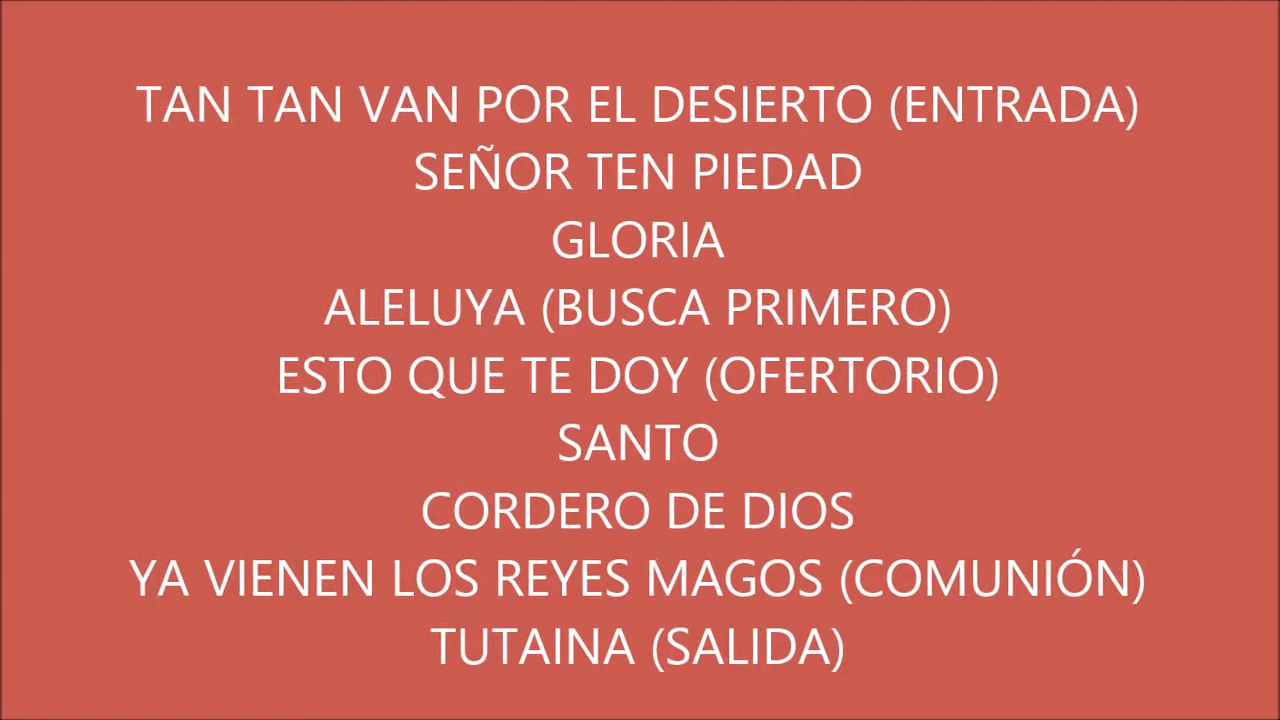 TAN TAN VAN POR EL DESIERTO (ENTRADA)
SEÑOR TEN PIEDAD
GLORIA
ALELUYA (BUSCA PRIMERO)
ESTO QUE TE DOY (OFERTORIO)
SANTO
CORDERO DE DIOS
YA VIENEN LOS REYES MAGOS (COMUNIÓN)
TUTAINA (SALIDA)